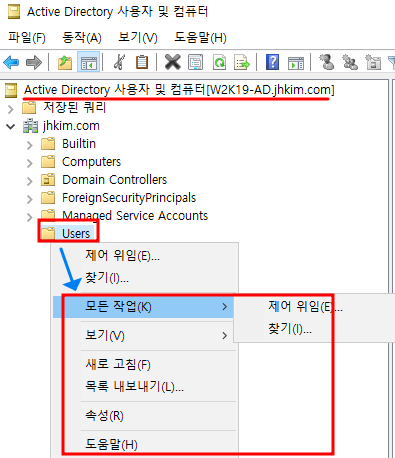 Active Directory 사용자 및 컴퓨터
파일(F) 동작(A) 보기(V) 도움말(H)
Active Directory 사용자 및 컴퓨터[W2K19-AD.jhkim.com]
저장된 쿼리
jhkim.com
Builtin
Computers
Domain Controllers
ForeignSecurityPrincipals
Managed Service Accounts
Users
제어 위임(E)...
찾기(I)...
모든 작업(K)
제어 위임(E)...
찾기(I)...
보기(V)
새로 고침(F)
목록 내보내기(L)...
속성(R)
도움말(H)